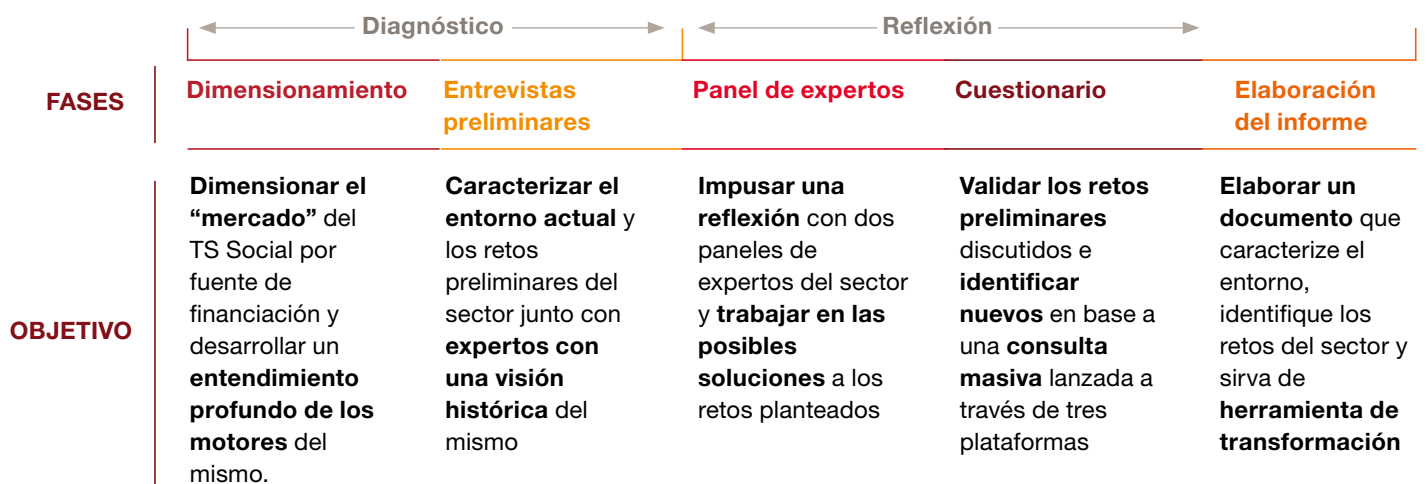 Diagnóstico
Reflexión
FASES
Dimensionamiento
Entrevistas
preliminares
Panel de expertos
Cuestionario
Elaboración
del informe
OBJETIVO
Dimensionar el
“mercado” del
TS Social por
fuente de
financiación y
desarrollar un
entendimiento
profundo de los
motores del
mismo.
Caracterizar el
entorno actual y
los retos
preliminares del
sector junto con
expertos con
una visión
histórica del
mismo
Impusar una
reflexión con dos
paneles de
expertos del sector
y trabajar en las
posibles
soluciones a los
retos planteados
Validar los retos
preliminares
discutidos e
identificar
nuevos en base a
una consulta
masiva lanzada a
través de tres
plataformas
Elaborar un
documento que
caracterize el
entorno,
identifique los
retos del sector y
sirva de
herramienta de
transformación